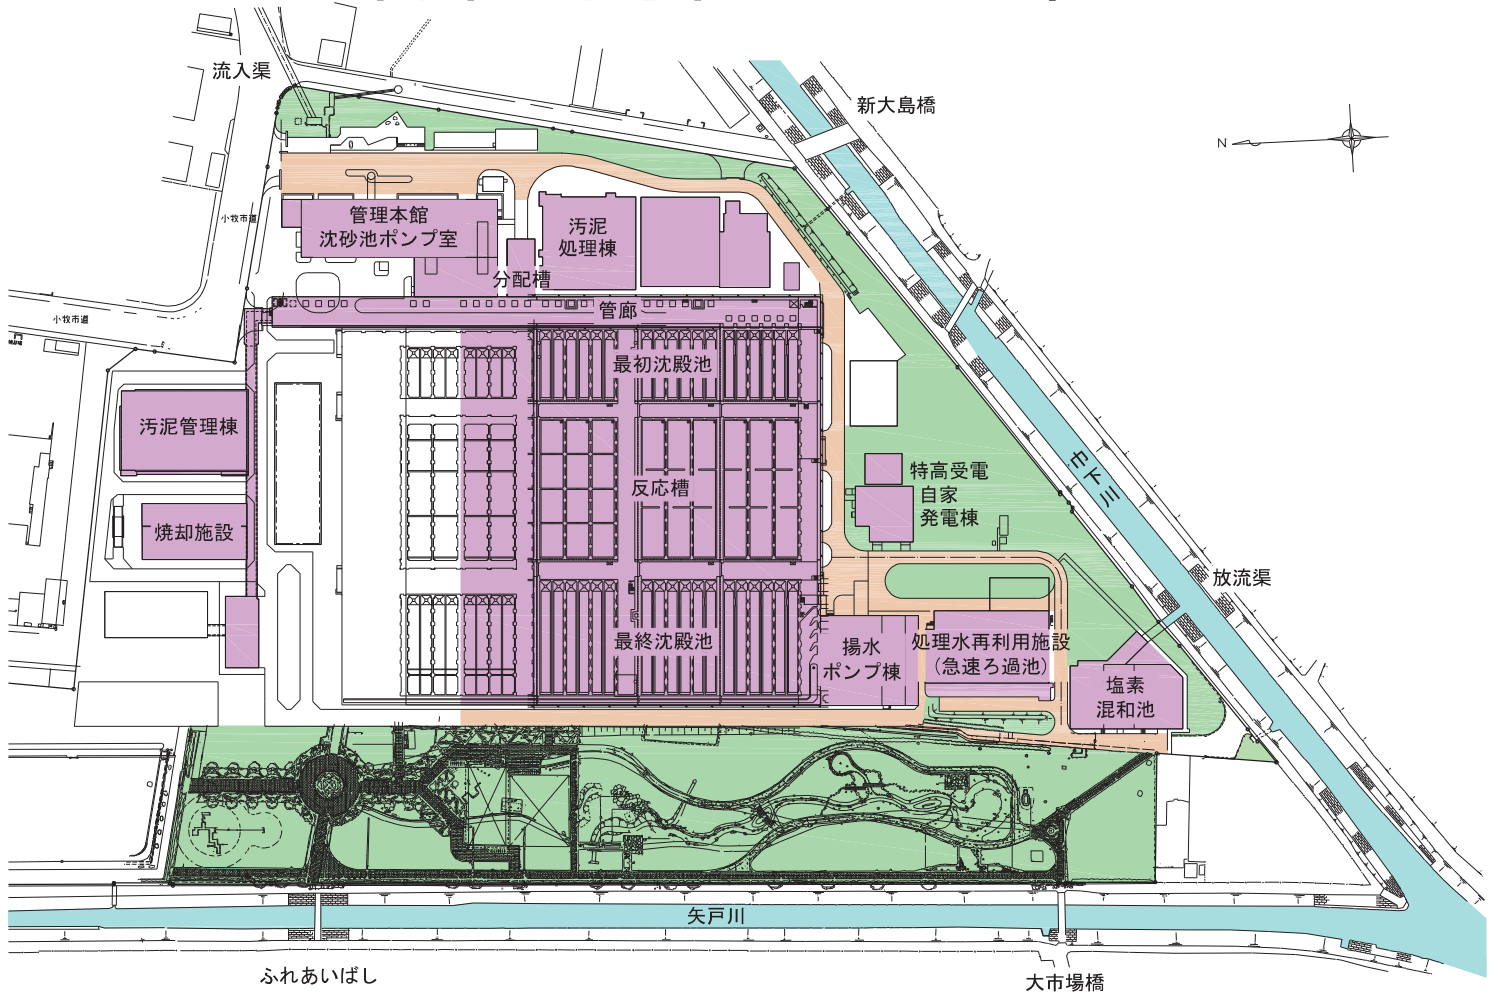 流入渠
新大島橋
N
管理本館
沈砂池ポンプ室
汚泥
処理棟
小牧市道
分配槽
管廊
小牧市道
最初沈殿池
汚泥管理棟
巾下川
特高受電
自家
発電棟
反応槽
焼却施設
放流渠
最終沈殿池
揚水
ポンプ棟
処理水再利用施設
(急速ろ過池)
塩素
混和池
矢戸川
ふれあいばし
大市場橋